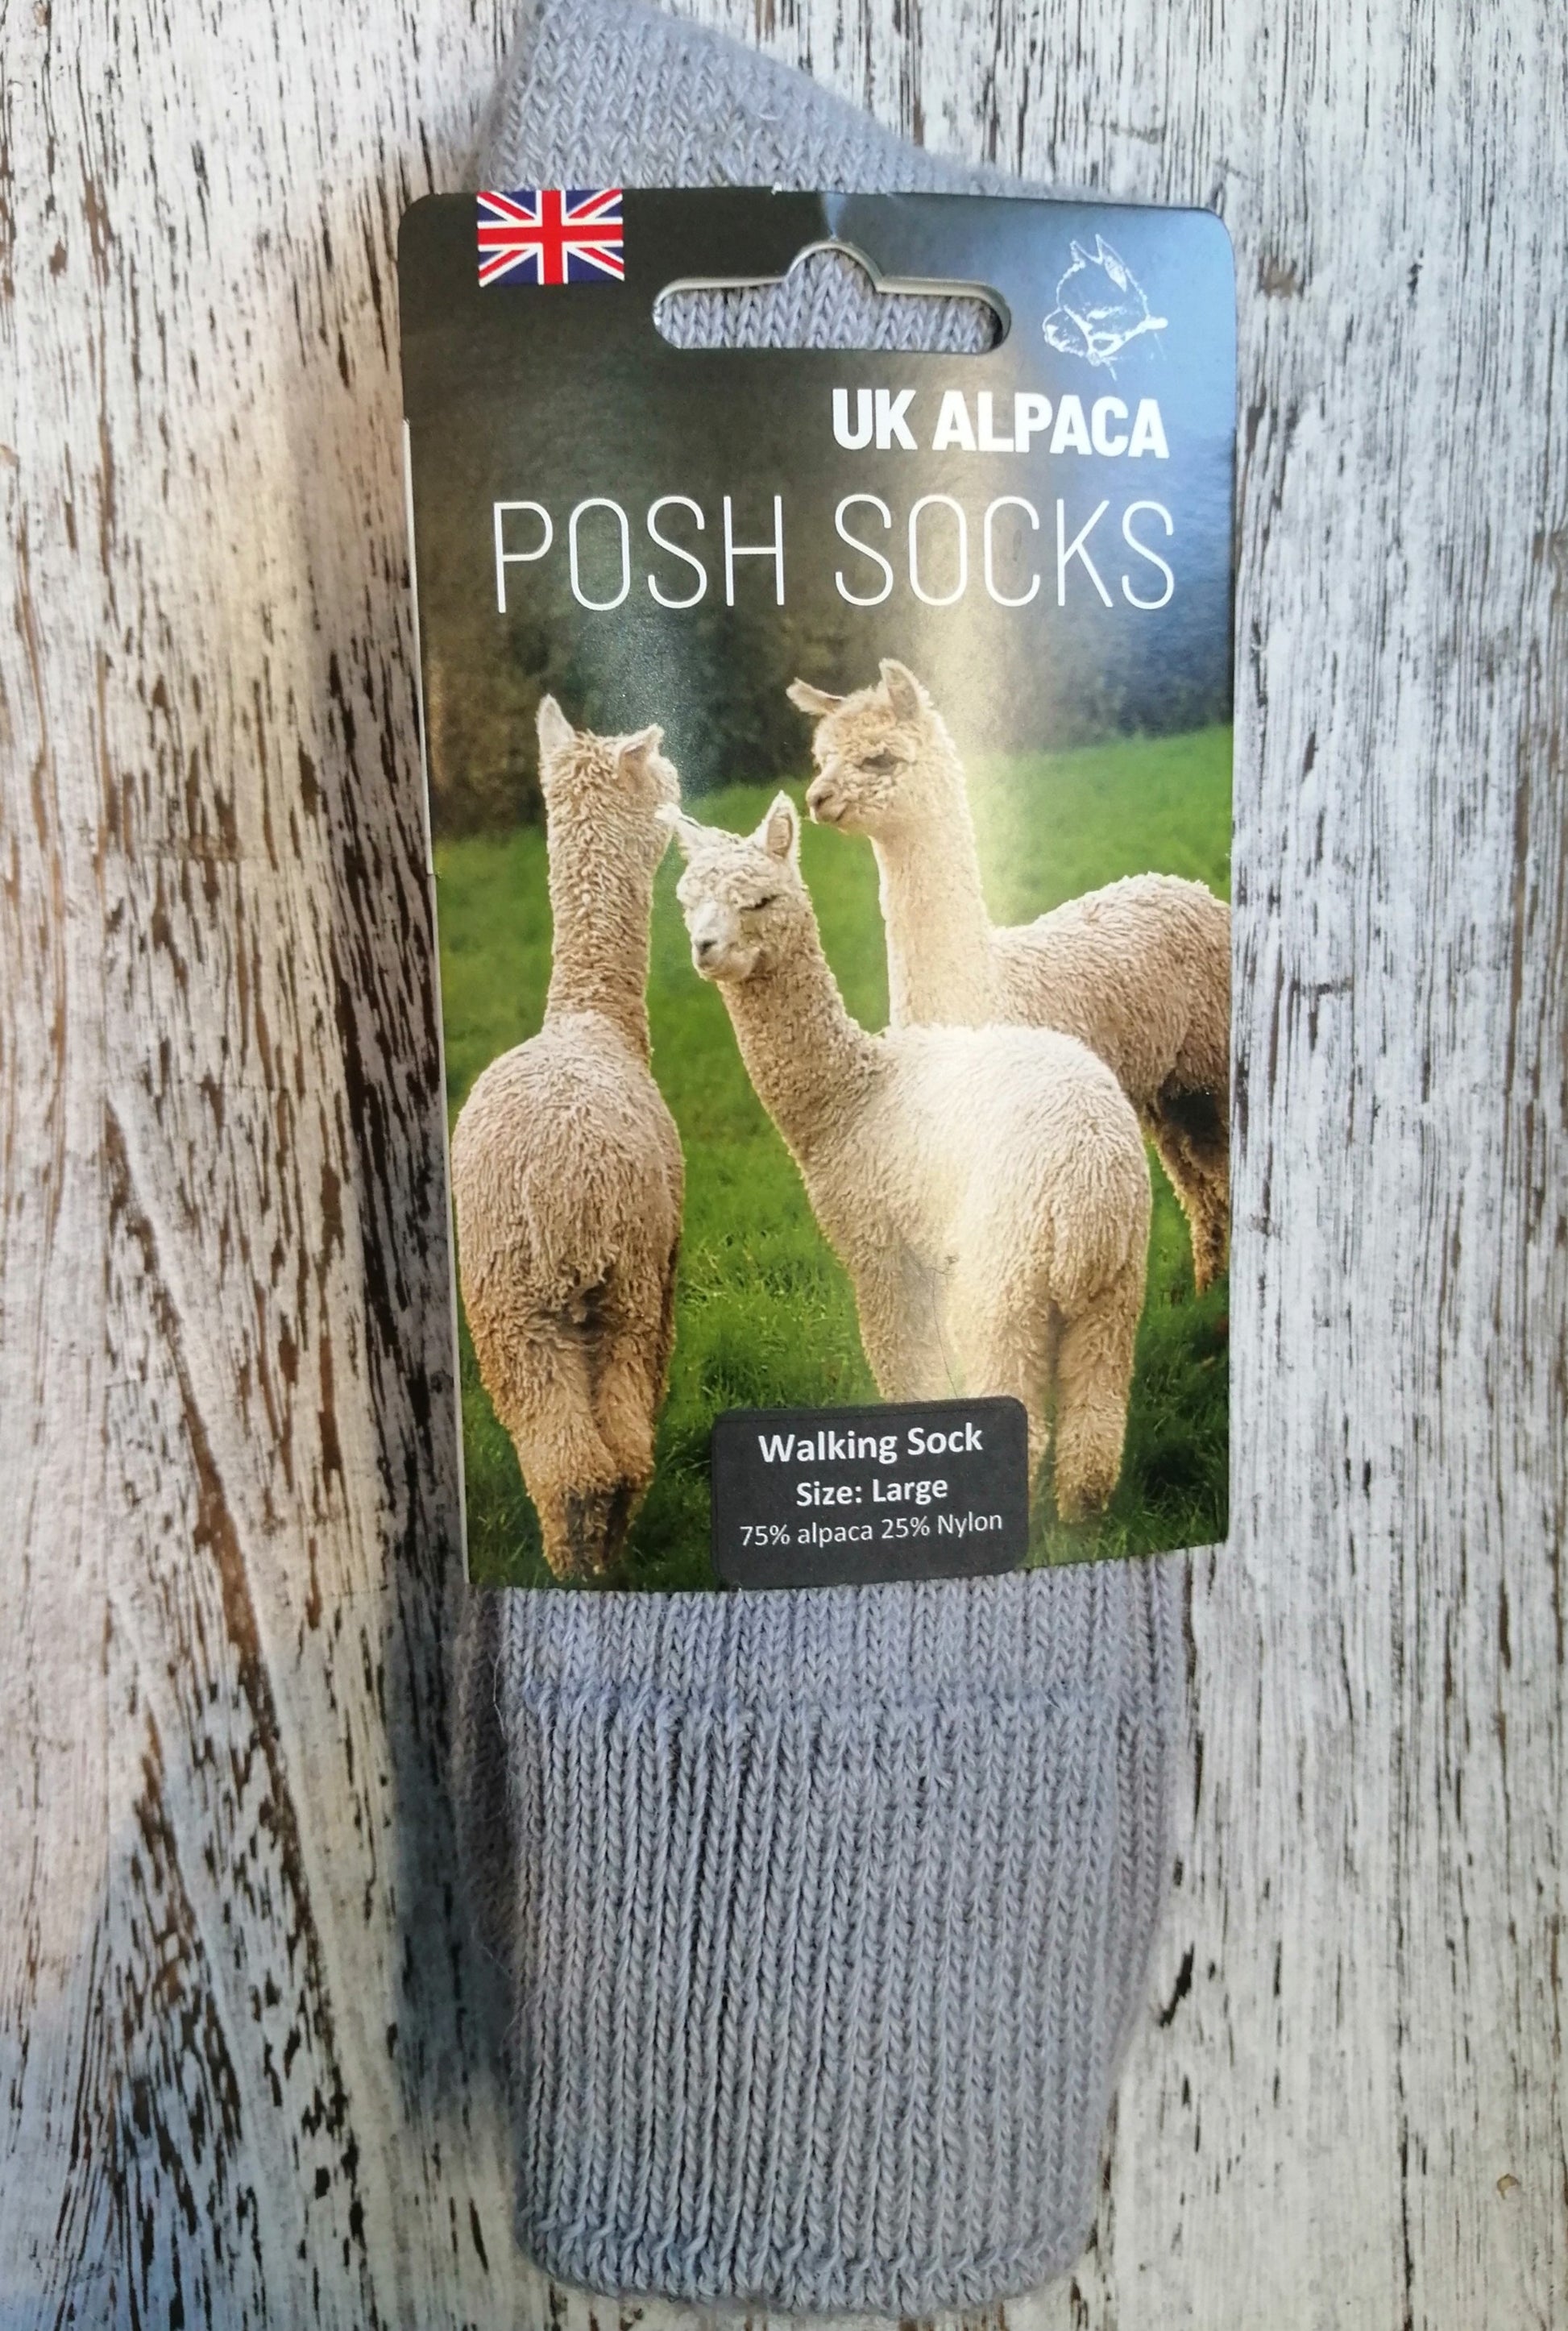 UK ALPACA
POSH SOCKS
Walking Sock
Size: Large
75% alpaca 25% Nylon